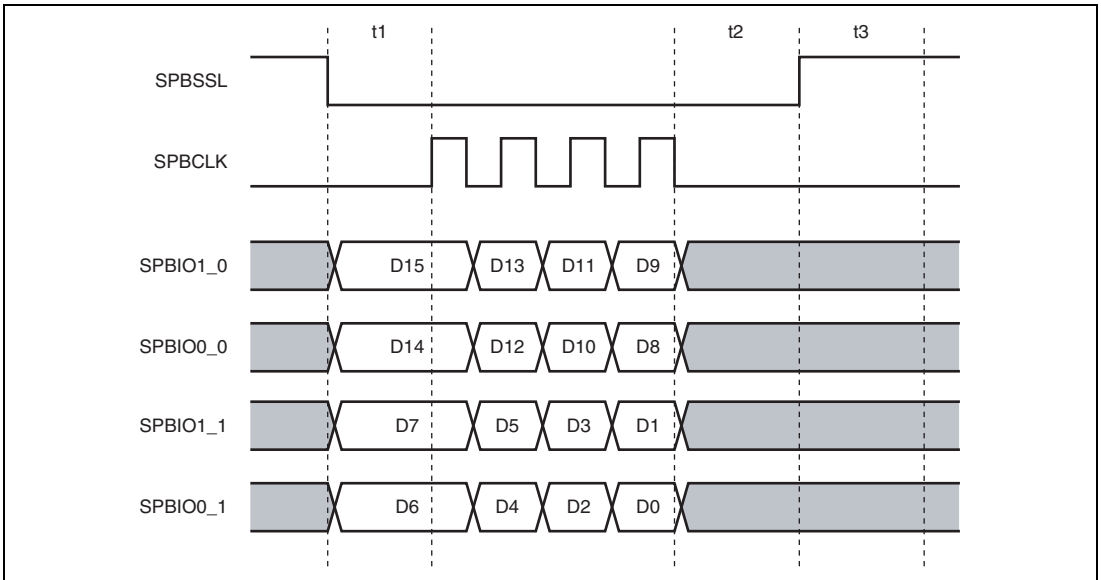 t1 t2 t3
SPBSSL
SPBCLK
SPBIO1_0 D15 D13 D11 D9
SPBIO0_0 D14 D12 D10 D8
SPBIO1_1 D7 D5 D3 D1
SPBIO0_1 D6 D4 D2 D0